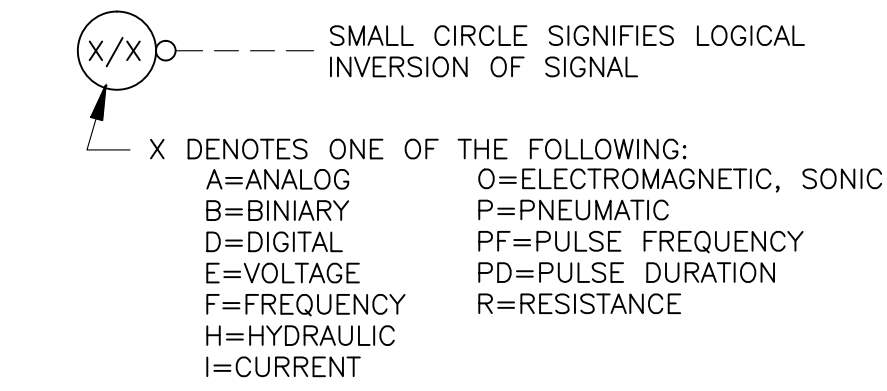 X/X
SMALL CIRCLE SIGNIFIES LOGICAL
INVERSION OF SIGNAL
X DENOTES ONE OF THE FOLLOWING:
A=ANALOG
B=BINIARY
D=DIGITAL
E=VOLTAGE
F=FREQUENCY
H=HYDRAULIC
I=CURRENT
O=ELECTROMAGNETIC, SONIC
P=PNEUMATIC
PF=PULSE FREQUENCY
PD=PULSE DURATION
R=RESISTANCE